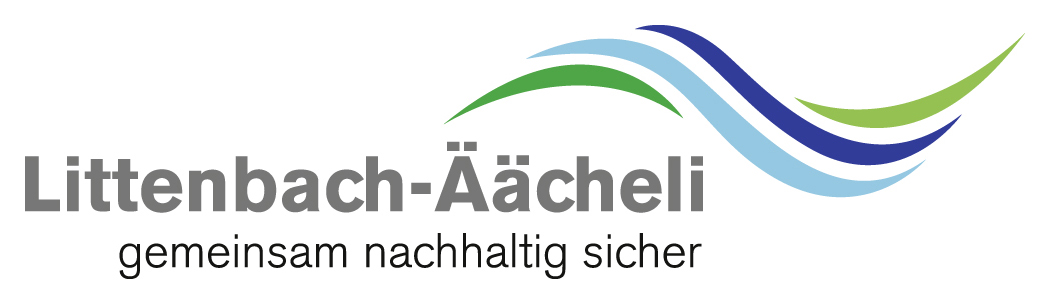 Littenbach-Äächeli
gemeinsam nachhaltig sicher